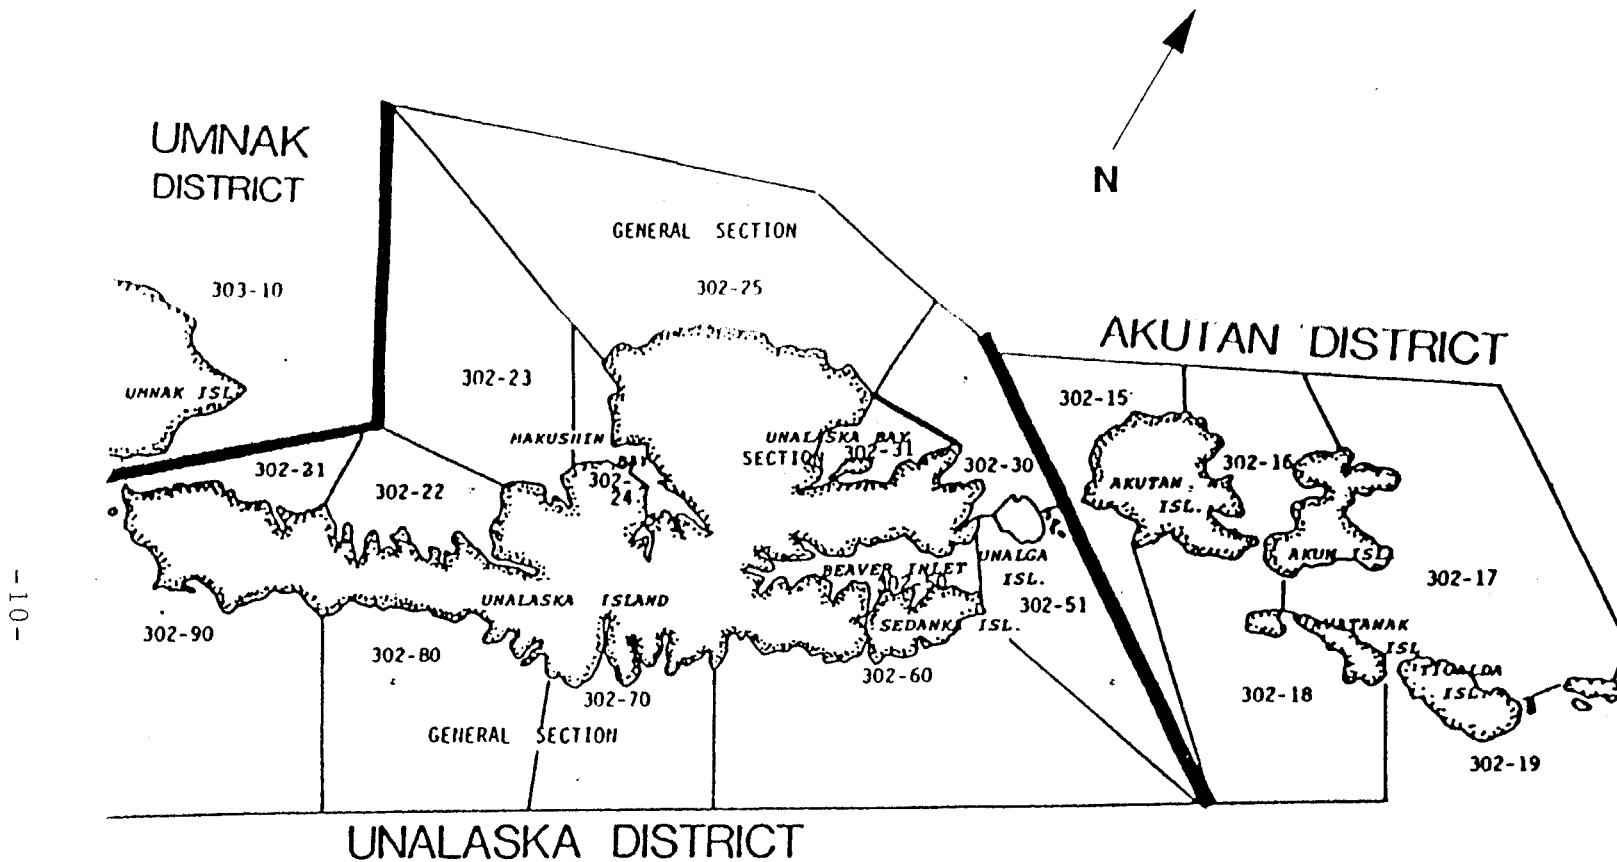 N
UMNAK
DISTRICT
GENERAL SECTION
303-10
302-25
AKUTAN DISTRICT
UMNAK ISL
302-23
302-15
MAKUSHIN
BAY
UNALASKA BAY
SECTION
302-31
302-21
302-22
302-
24
302-30
302-16
AKUTAN
ISL.
AKUN ISL
UNALGA
ISL.
BEAVER INLET
302-17
UNALASKA ISLAND
302-51
SEDANKA ISL.
302-90
302-80
302-60
302-70
302-18
ISL
TIGALDA
ISL.
GENERAL SECTION
302-19
-10-
UNALASKA DISTRICT